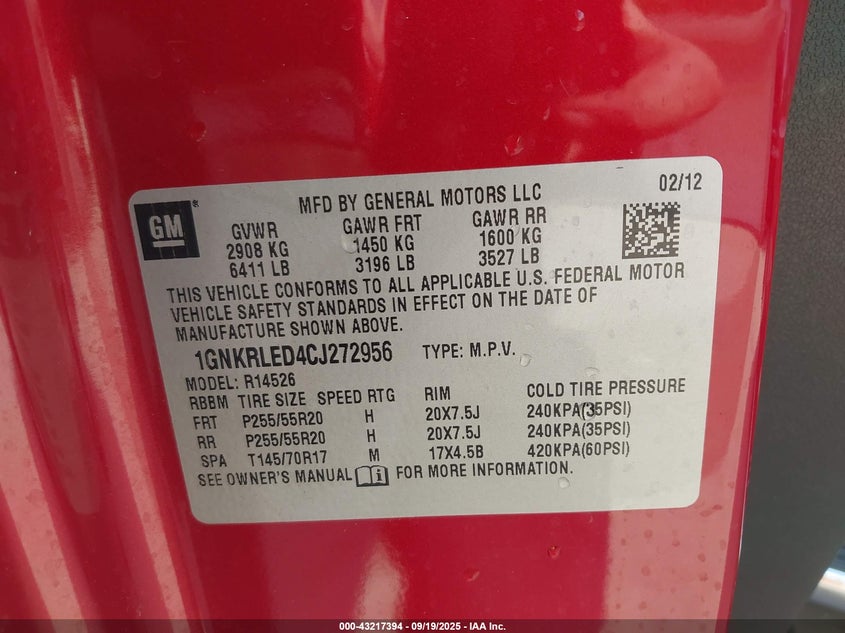 MFD BY GENERAL MOTORS LLC 02/12
GM
GVWR GAWR FRT GAWR RR
2908 KG 1450 KG 1600 KG
6411 LB 3196 LB 3527 LB
THIS VEHICLE CONFORMS TO ALL APPLICABLE U.S. FEDERAL MOTOR
VEHICLE SAFETY STANDARDS IN EFFECT ON THE DATE OF
MANUFACTURE SHOWN ABOVE.
1GNKRLED4CJ272956 TYPE: M.P.V.
MODEL: R14526
RBBM TIRE SIZE SPEED RTG RIM COLD TIRE PRESSURE
FRT P255/55R20 H 20X7.5J 240KPA(35PSI)
RR P255/55R20 H 20X7.5J 240KPA(35PSI)
SPA T145/70R17 M 17X4.5B 420KPA(60PSI)
SEE OWNER'S MANUAL FOR MORE INFORMATION.
000-43217394 - 09/19/2025 - IAA Inc.